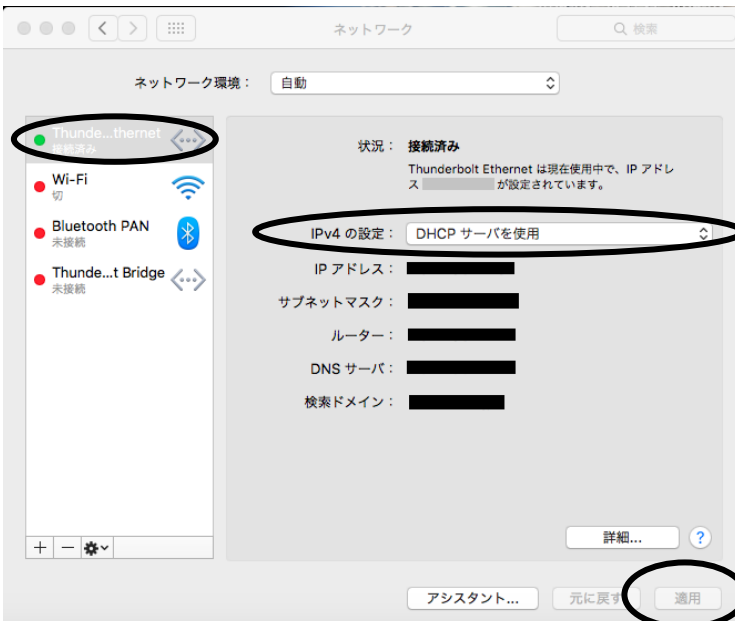 ネットワーク
検索
ネットワーク環境： 自動
Thunde...thernet
接続済み
Wi-Fi
切
Bluetooth PAN
未接続
Thunde...t Bridge
未接続
状況： 接続済み
Thunderbolt Ethernet は現在使用中で、IP アドレ
ス が設定されています。
IPv4 の設定： DHCP サーバを使用
IP アドレス：
サブネットマスク：
ルーター：
DNS サーバ：
検索ドメイン：
詳細... ?
アシスタント... 元に戻す 適用